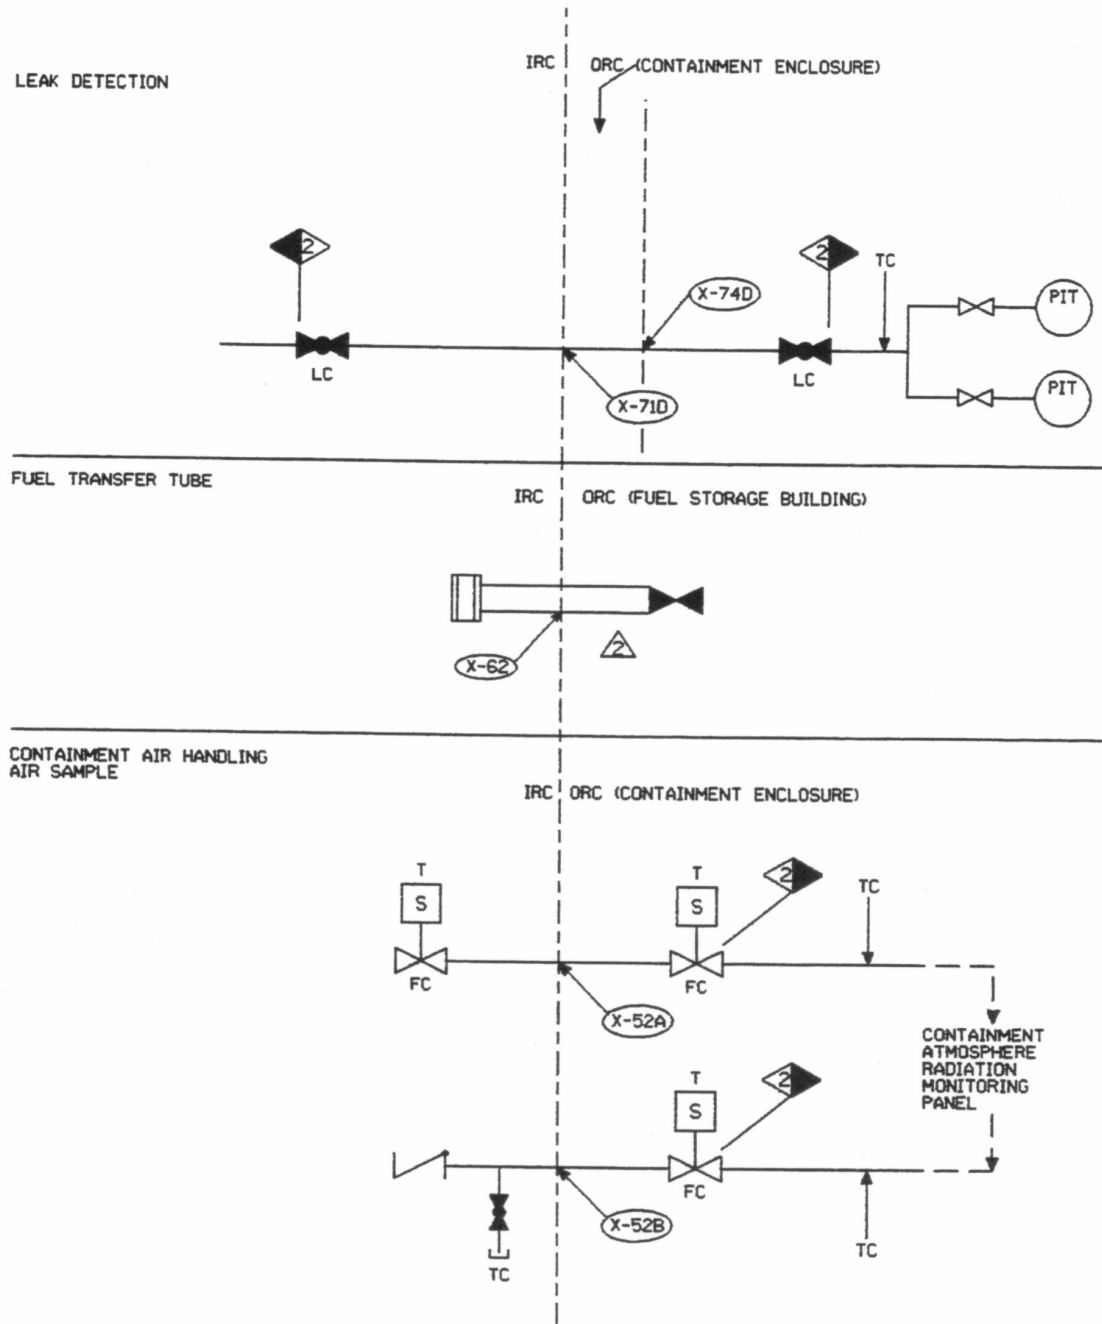 LEAK DETECTION
IRC
ORC (CONTAINMENT ENCLOSURE)
2
2
TC
X-74D
PIT
LC
LC
X-71D
PIT
FUEL TRANSFER TUBE
IRC
ORC (FUEL STORAGE BUILDING)
X-62
2
CONTAINMENT AIR HANDLING
AIR SAMPLE
IRC
ORC (CONTAINMENT ENCLOSURE)
T
S
FC
T
S
FC
2
TC
X-52A
CONTAINMENT
ATMOSPHERE
RADIATION
MONITORING
PANEL
T
S
FC
2
X-52B
TC
TC